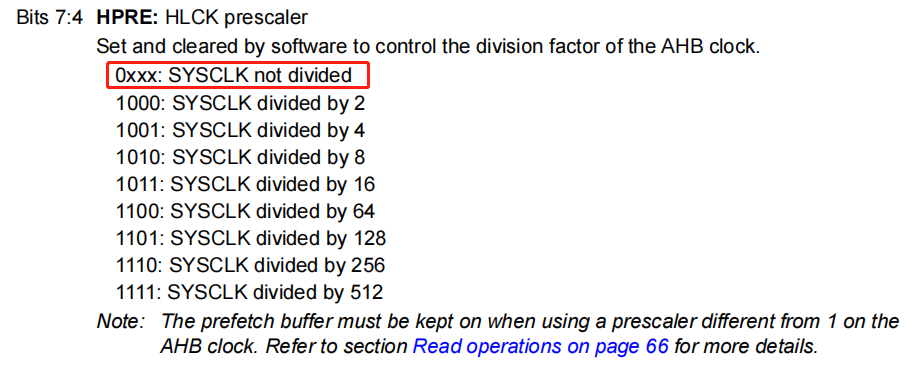 Bits 7:4 HPRE: HLCK prescaler
Set and cleared by software to control the division factor of the AHB clock.
0xxx: SYSCLK not divided
1000: SYSCLK divided by 2
1001: SYSCLK divided by 4
1010: SYSCLK divided by 8
1011: SYSCLK divided by 16
1100: SYSCLK divided by 64
1101: SYSCLK divided by 128
1110: SYSCLK divided by 256
1111: SYSCLK divided by 512
Note: The prefetch buffer must be kept on when using a prescaler different from 1 on the
AHB clock. Refer to section Read operations on page 66 for more details.